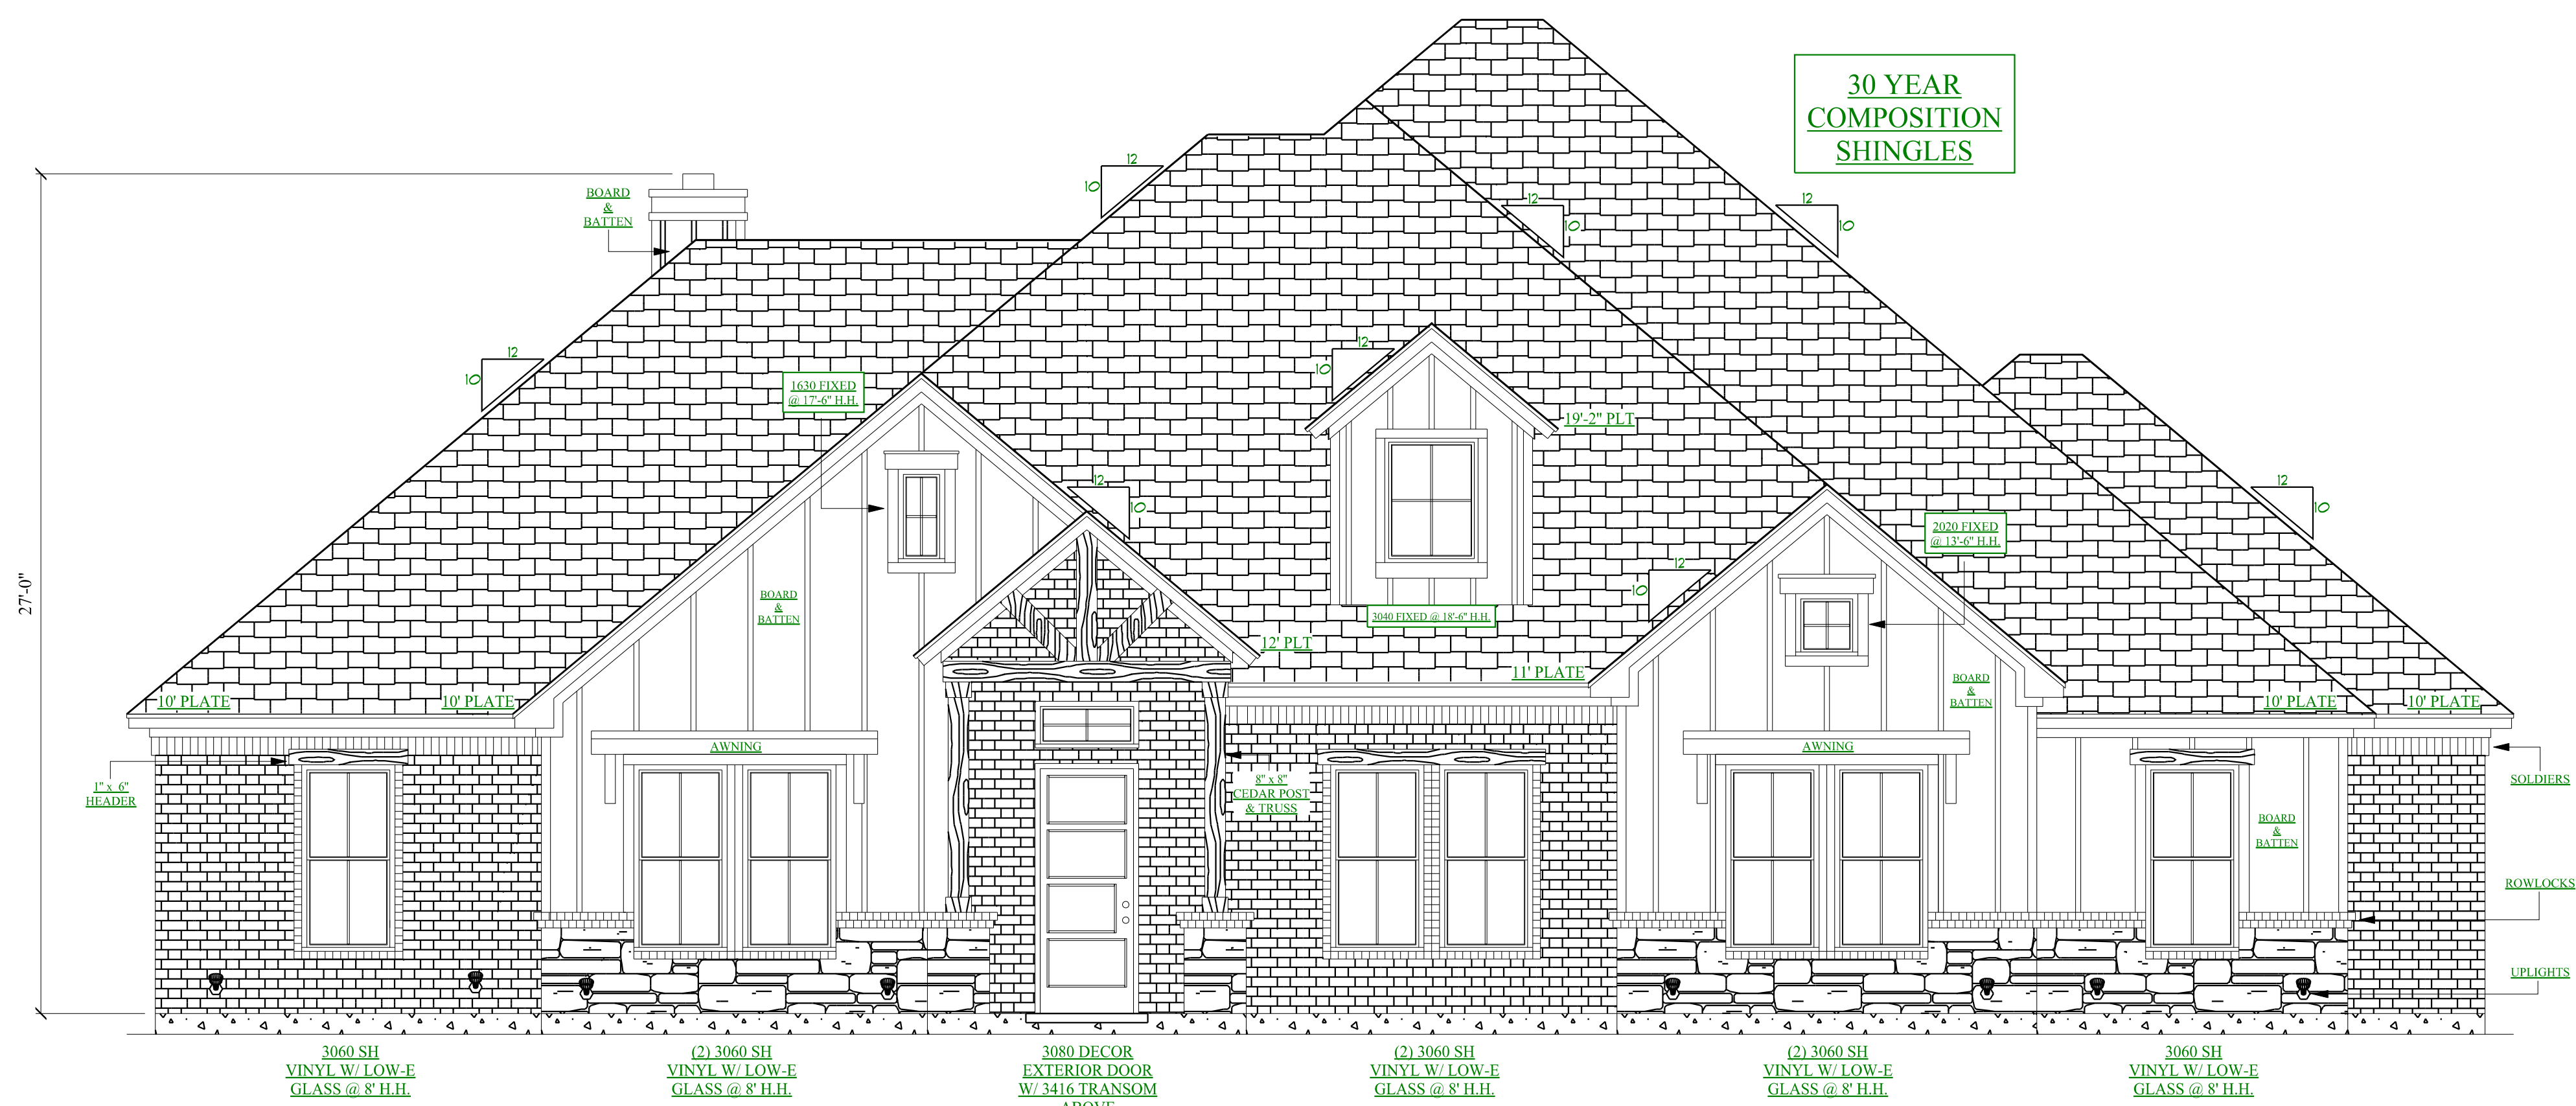 30 YEAR
COMPOSITION
SHINGLES
12
10
BOARD
&
BATTEN
12
10
12
10
12
10
12
10
1630 FIXED
@ 17'-6" H.H.
19'-2" PLT
12
10
12
10
2020 FIXED
@ 13'-6" H.H.
27'-0"
12
10
BOARD
&
BATTEN
3040 FIXED @ 18'-6" H.H.
12' PLT
11' PLATE
BOARD
&
BATTEN
10' PLATE
10' PLATE
10' PLATE
10' PLATE
AWNING
AWNING
1" x 6"
HEADER
8" x 8"
CEDAR POST
& TRUSS
SOLDIERS
BOARD
&
BATTEN
ROWLOCKS
UPLIGHTS
3060 SH
VINYL W/ LOW-E
GLASS @ 8' H.H.
(2) 3060 SH
VINYL W/ LOW-E
GLASS @ 8' H.H.
3080 DECOR
EXTERIOR DOOR
W/ 3416 TRANSOM
ABOVE
(2) 3060 SH
VINYL W/ LOW-E
GLASS @ 8' H.H.
(2) 3060 SH
VINYL W/ LOW-E
GLASS @ 8' H.H.
3060 SH
VINYL W/ LOW-E
GLASS @ 8' H.H.